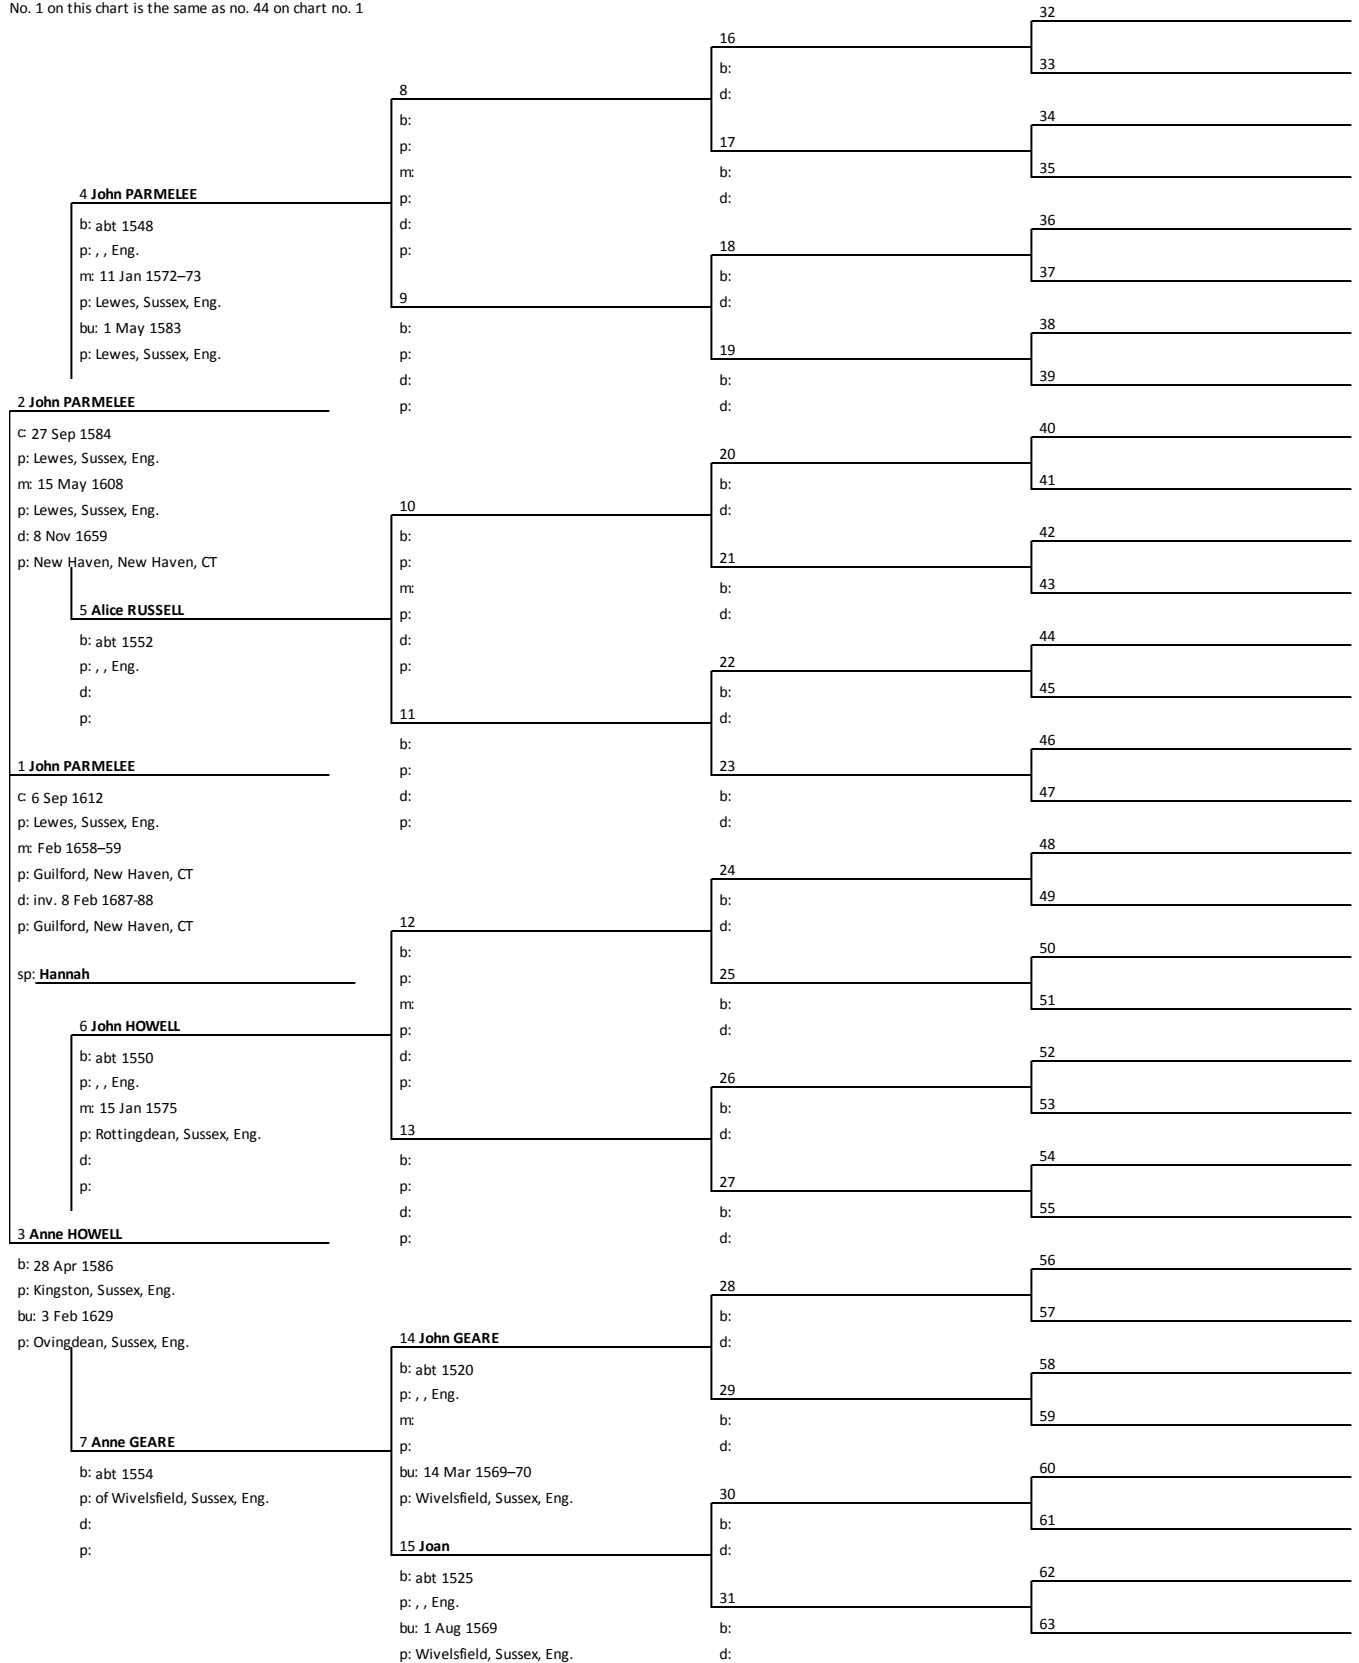 No. 1 on this chart is the same as no. 44 on chart no. 1
4 John PARMELEE
b: abt 1548
p: , , Eng.
m: 11 Jan 1572–73
p: Lewes, Sussex, Eng.
bu: 1 May 1583
p: Lewes, Sussex, Eng.
2 John PARMELEE
c: 27 Sep 1584
p: Lewes, Sussex, Eng.
m: 15 May 1608
p: Lewes, Sussex, Eng.
d: 8 Nov 1659
p: New Haven, New Haven, CT
5 Alice RUSSELL
b: abt 1552
p: , , Eng.
d:
p:
1 John PARMELEE
c: 6 Sep 1612
p: Lewes, Sussex, Eng.
m: Feb 1658–59
p: Guilford, New Haven, CT
d: inv. 8 Feb 1687-88
p: Guilford, New Haven, CT
sp: Hannah
6 John HOWELL
b: abt 1550
p: , , Eng.
m: 15 Jan 1575
p: Rottingdean, Sussex, Eng.
d:
p:
3 Anne HOWELL
b: 28 Apr 1586
p: Kingston, Sussex, Eng.
bu: 3 Feb 1629
p: Ovingdean, Sussex, Eng.
7 Anne GEARE
b: abt 1554
p: of Wivelsfield, Sussex, Eng.
d:
p:
8
b:
p:
m:
p:
d:
p:
9
b:
p:
d:
p:
10
b:
p:
m:
p:
d:
p:
11
b:
p:
d:
p:
12
b:
p:
m:
p:
d:
p:
13
b:
p:
d:
p:
14 John GEARE
b: abt 1520
p: , , Eng.
m:
p:
bu: 14 Mar 1569–70
p: Wivelsfield, Sussex, Eng.
15 Joan
b: abt 1525
p: , , Eng.
bu: 1 Aug 1569
p: Wivelsfield, Sussex, Eng.
16
b:
d:
17
b:
d:
18
b:
d:
19
b:
d:
20
b:
d:
21
b:
d:
22
b:
d:
23
b:
d:
24
b:
d:
25
b:
d:
26
b:
d:
27
b:
d:
28
b:
d:
29
b:
d:
30
b:
d:
31
b:
d:
32
33
34
35
36
37
38
39
40
41
42
43
44
45
46
47
48
49
50
51
52
53
54
55
56
57
58
59
60
61
62
63